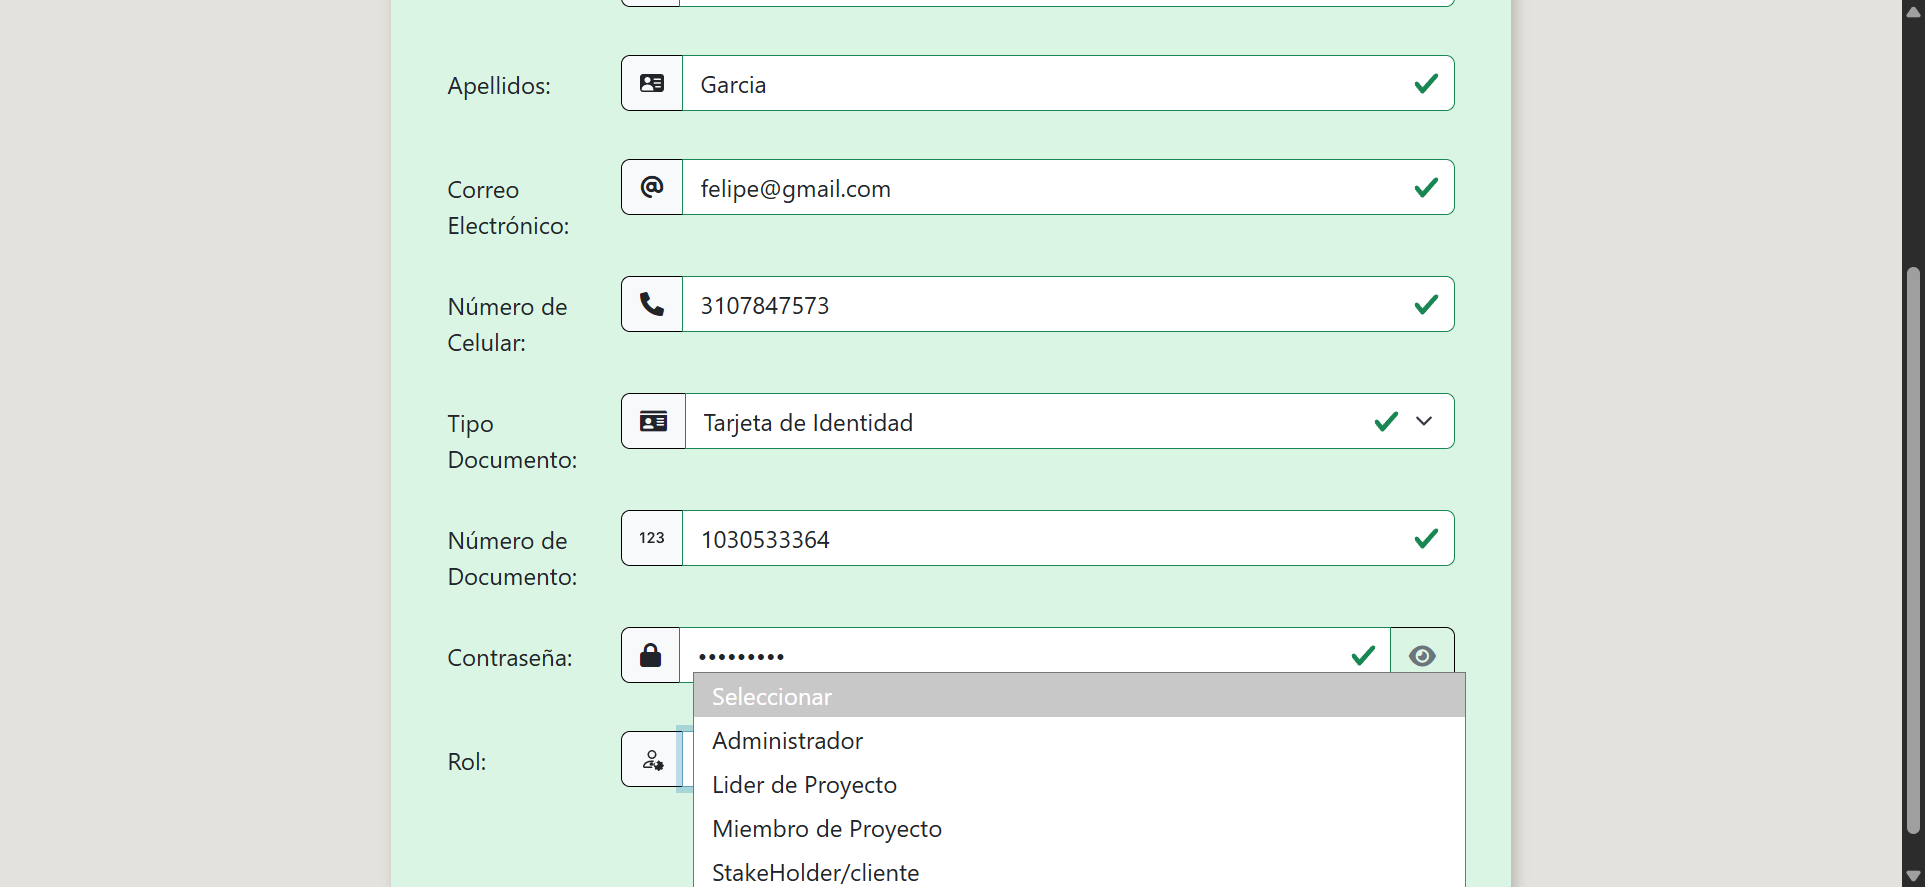 Apellidos:
Garcia
Correo
Electrónico:
felipe@gmail.com
Número de
Celular:
3107847573
Tipo
Documento:
Tarjeta de Identidad
Número de
Documento:
123
1030533364
Contraseña:
•••••••••
Seleccionar
Administrador
Rol:
Lider de Proyecto
Miembro de Proyecto
StakeHolder/cliente